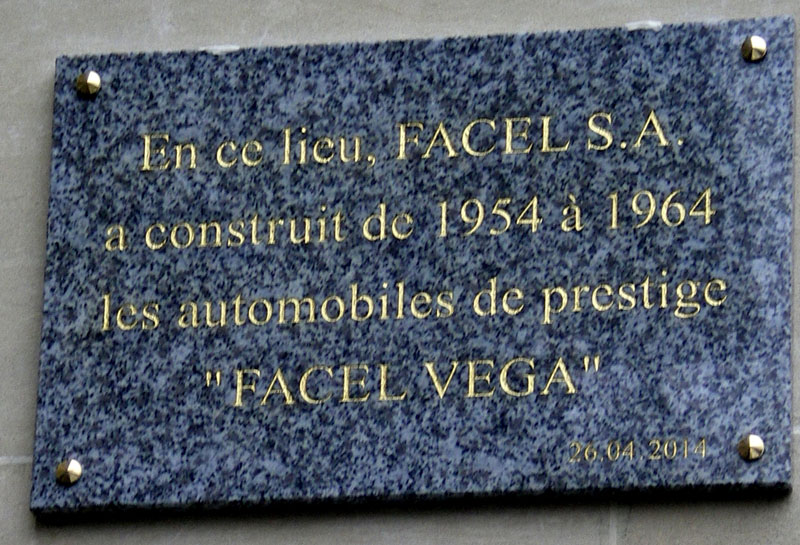 En ce lieu, FACEL S.A.
a construit de 1954 à 1964
les automobiles de prestige
"FACEL VEGA"
26.04.2014